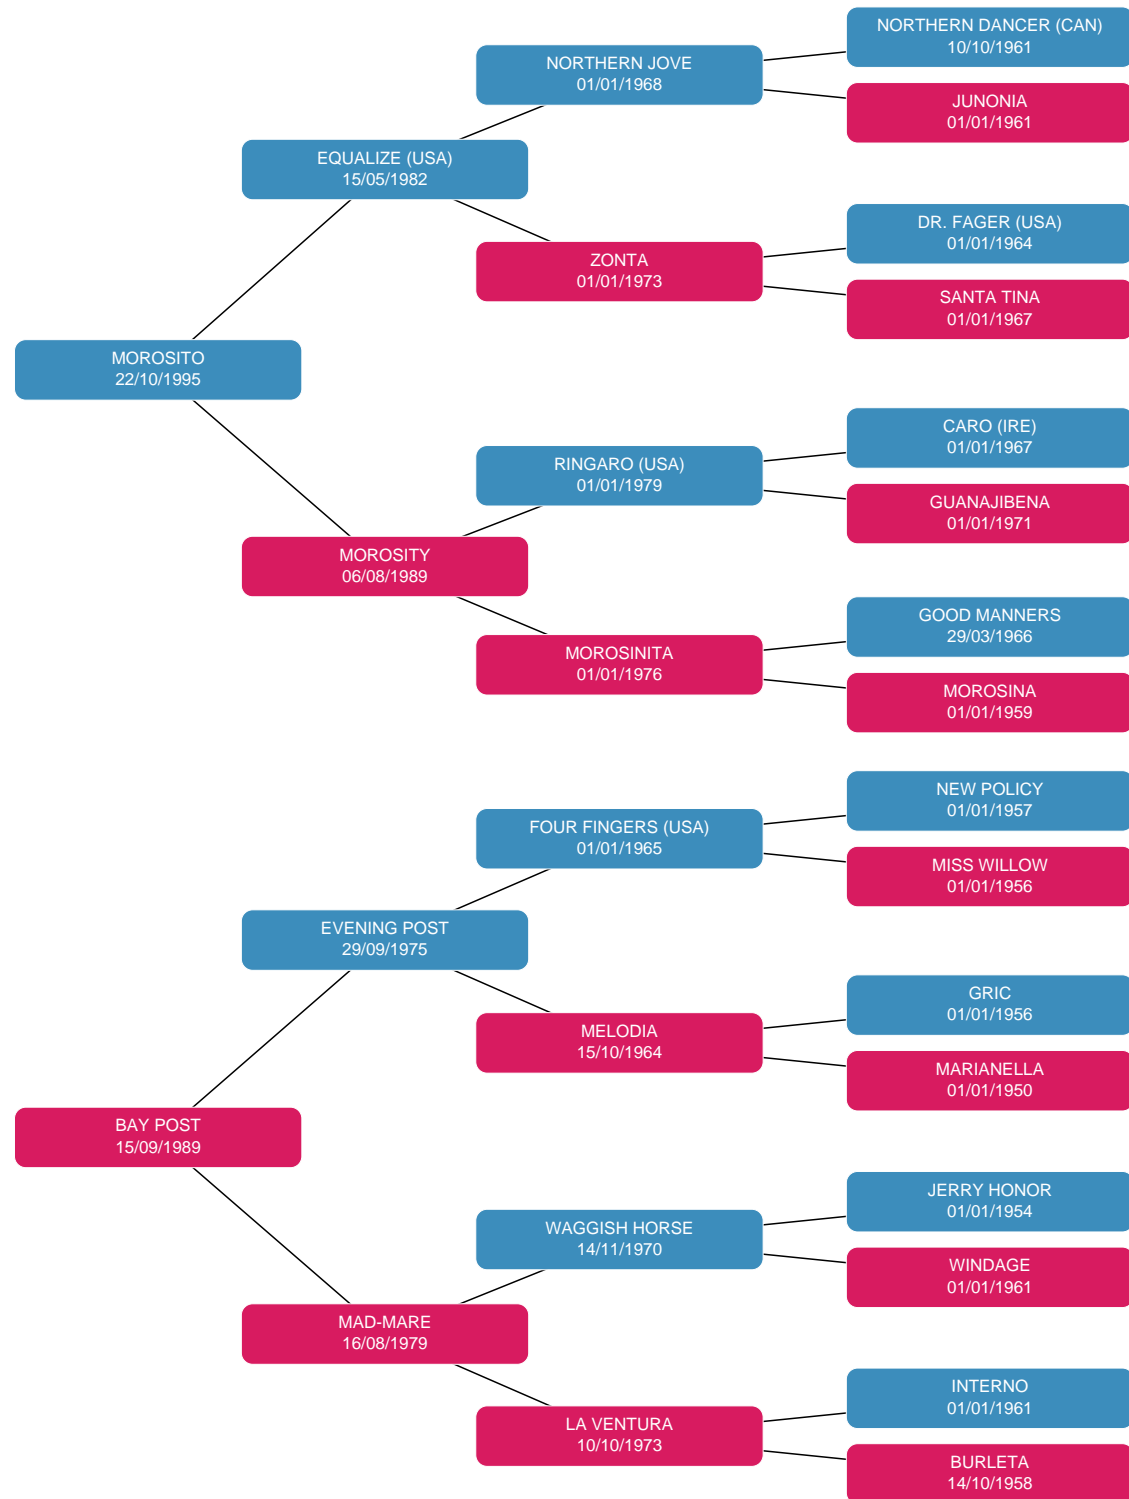 NORTHERN DANCER (CAN)
10/10/1961
NORTHERN JOVE
01/01/1968
JUNONIA
01/01/1961
EQUALIZE (USA)
15/05/1982
DR. FAGER (USA)
01/01/1964
ZONTA
01/01/1973
SANTA TINA
01/01/1967
MOROSITO
22/10/1995
CARO (IRE)
01/01/1967
RINGARO (USA)
01/01/1979
GUANAJIBENA
01/01/1971
MOROSITY
06/08/1989
GOOD MANNERS
29/03/1966
MOROSINITA
01/01/1976
MOROSINA
01/01/1959
NEW POLICY
01/01/1957
FOUR FINGERS (USA)
01/01/1965
MISS WILLOW
01/01/1956
EVENING POST
29/09/1975
GRIC
01/01/1956
MELODIA
15/10/1964
MARIANELLA
01/01/1950
BAY POST
15/09/1989
JERRY HONOR
01/01/1954
WAGGISH HORSE
14/11/1970
WINDAGE
01/01/1961
MAD-MARE
16/08/1979
INTERNO
01/01/1961
LA VENTURA
10/10/1973
BURLETA
14/10/1958